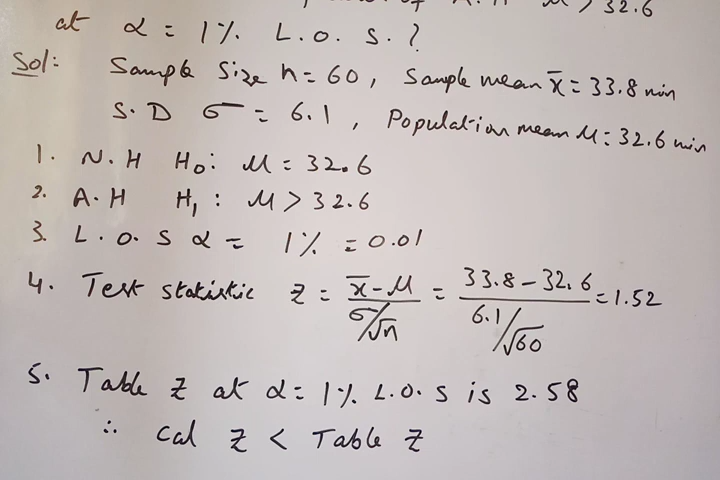 A.H μ > 32.6
at α = 1% L.O.S.?
Sol: Sample Size n = 60, Sample mean x̄ = 33.8 min
S.D σ = 6.1, Population mean μ = 32.6 min
1. N.H H₀: μ = 32.6
2. A.H H₁: μ > 32.6
3. L.O.S α = 1% = 0.01
4. Test statistic z = x̄-μ / σ/√n = 33.8-32.6 / 6.1/√60 = 1.52
5. Table z at α = 1% L.O.S is 2.58
∴ cal z < Table z